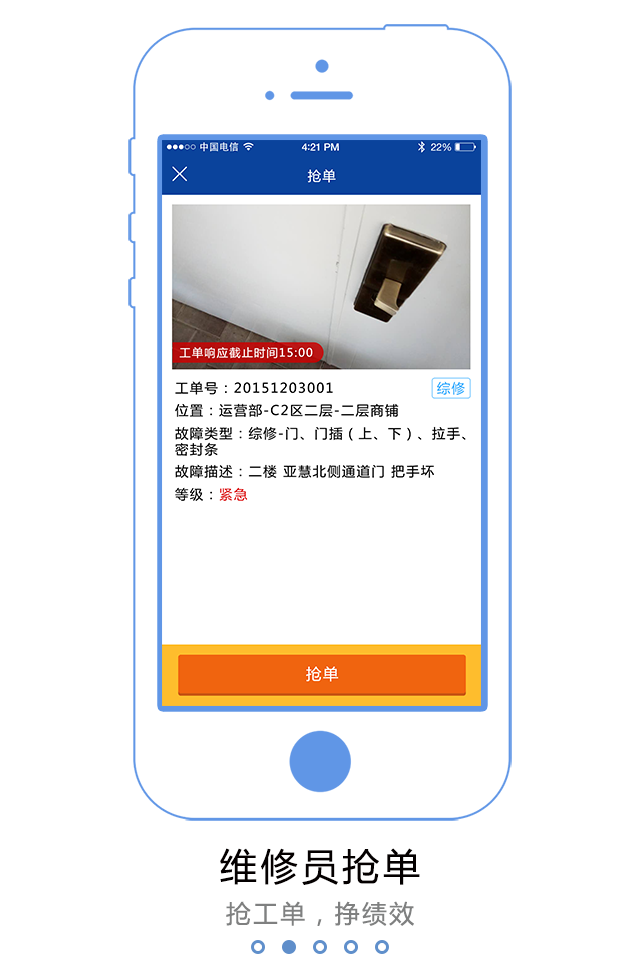 中国电信 4:21 PM 22%
抢单
工单响应截止时间15:00
工单号：20151203001 综修
位置：运营部-C2区二层-二层商铺
故障类型：综修-门、门插（上、下）、拉手、
密封条
故障描述：二楼 亚慧北侧通道门 把手坏
等级：紧急
抢单
维修员抢单
抢工单，挣绩效